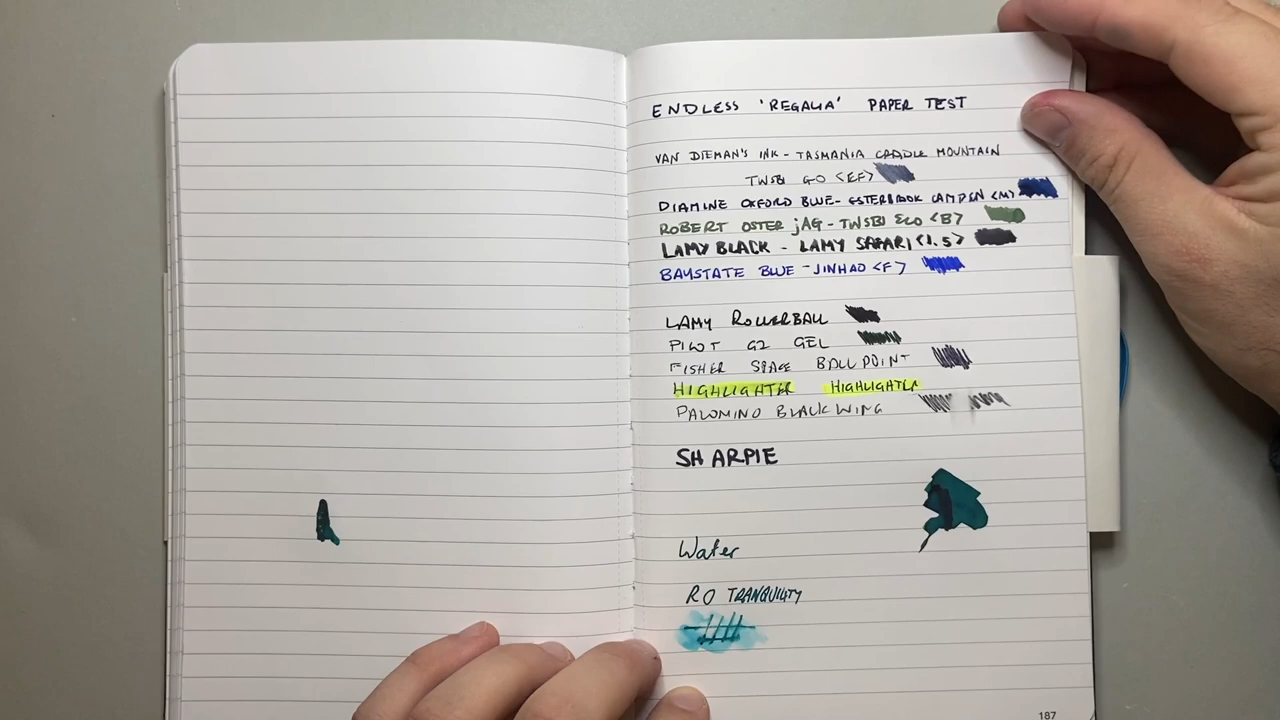 ENDLESS 'REGALIA' PAPER TEST
VAN DIEMAN'S INK - TASMANIA CRADLE MOUNTAIN
TWSBI GO <EF>
DIAMINE OXFORD BLUE - ESTERBROOK CAMDEN <M>
ROBERT OSTER JAG - TWSBI ECO <B>
LAMY BLACK - LAMY SAFARI <1.5>
BAYSTATE BLUE - JINHAO <F>
LAMY ROLLERBALL
PILOT G2 GEL
FISHER SPACE BALLPOINT
HIGHLIGHTER HIGHLIGHTER
PALOMINO BLACKWING
SHARPIE
Water
RO TRANQUILITY
187